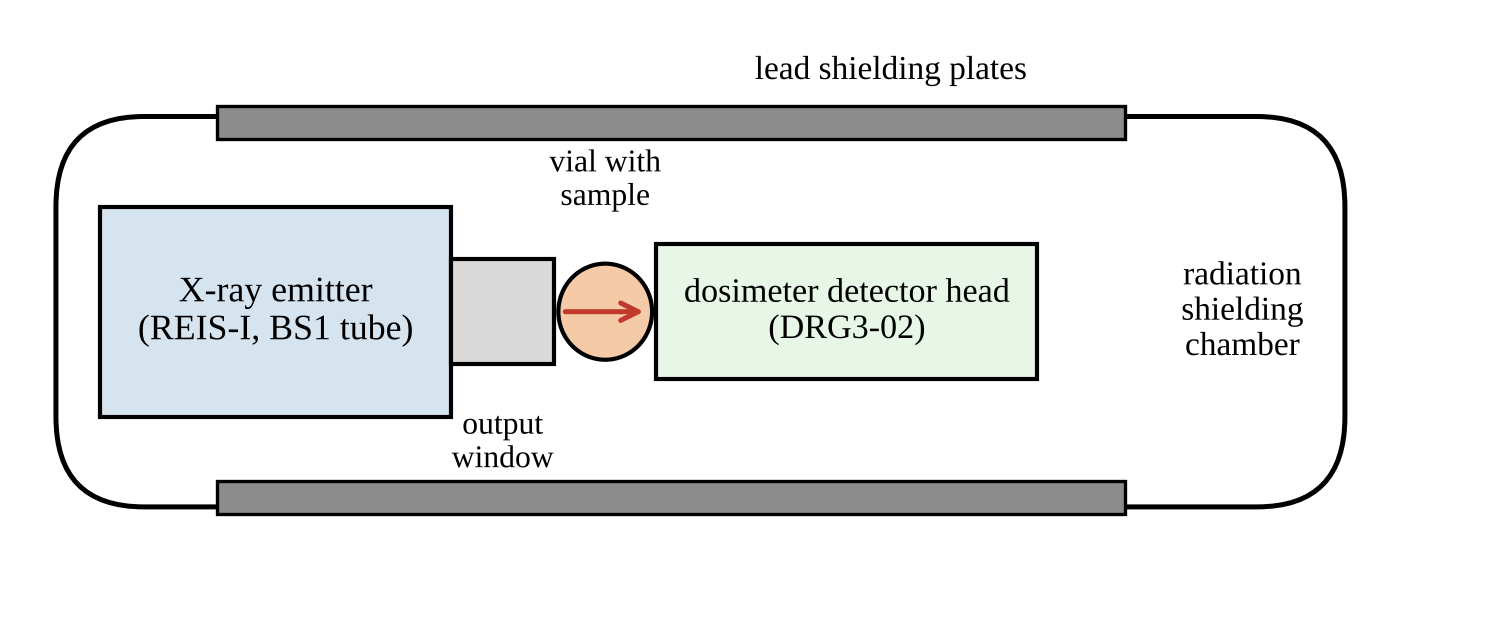 lead shielding plates
vial with
sample
X-ray emitter
(REIS-I, BS1 tube)
dosimeter detector head
(DRG3-02)
radiation
shielding
chamber
output
window